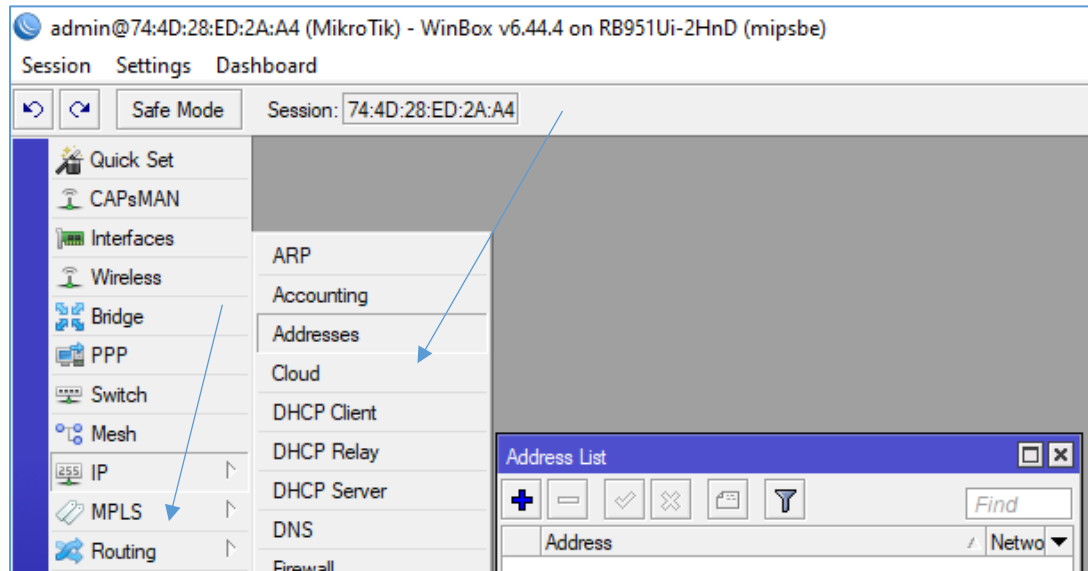 admin@74:4D:28:ED:2A:A4 (MikroTik) - WinBox v6.44.4 on RB951Ui-2HnD (mipsbe)
Session Settings Dashboard
Safe Mode Session: 74:4D:28:ED:2A:A4
Quick Set
CAPsMAN
Interfaces
Wireless
Bridge
PPP
Switch
Mesh
255 IP
MPLS
Routing
ARP
Accounting
Addresses
Cloud
DHCP Client
DHCP Relay
DHCP Server
DNS
Firewall
Address List
Find
Address Netwo